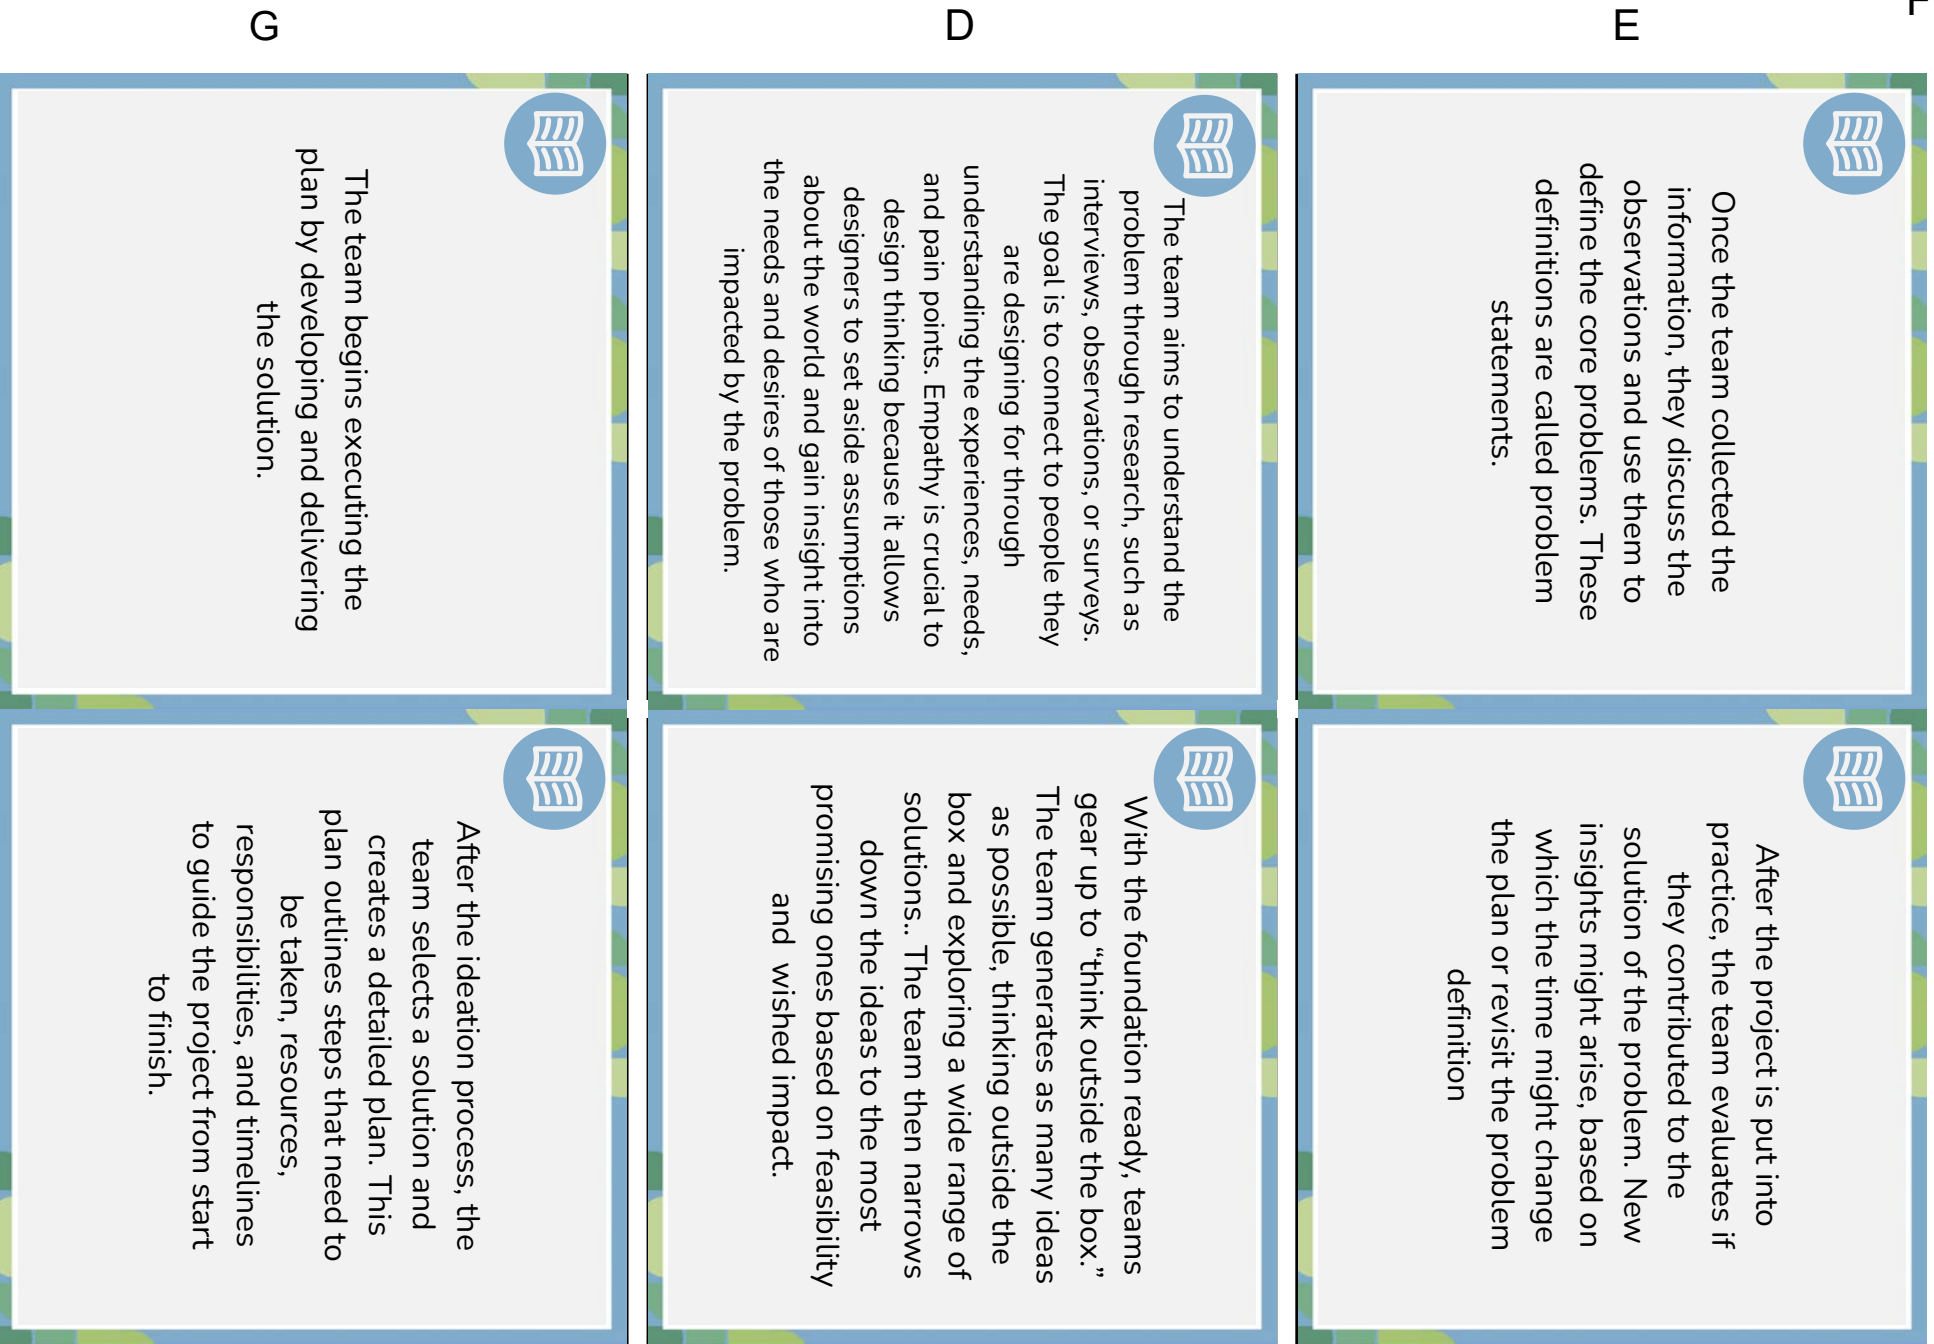 G
D
E
The team begins executing the
plan by developing and delivering
the solution.
The team aims to understand the
problem through research, such as
interviews, observations, or surveys.
The goal is to connect to people they
are designing for through
understanding the experiences, needs,
and pain points. Empathy is crucial to
design thinking because it allows
designers to set aside assumptions
about the world and gain insight into
the needs and desires of those who are
impacted by the problem.
Once the team collected the
information, they discuss the
observations and use them to
define the core problems. These
definitions are called problem
statements.
After the ideation process, the
team selects a solution and
creates a detailed plan. This
plan outlines steps that need to
be taken, resources,
responsibilities, and timelines
to guide the project from start
to finish.
With the foundation ready, teams
gear up to “think outside the box.”
The team generates as many ideas
as possible, thinking outside the
box and exploring a wide range of
solutions.. The team then narrows
down the ideas to the most
promising ones based on feasibility
and wished impact.
After the project is put into
practice, the team evaluates if
they contributed to the
solution of the problem. New
insights might arise, based on
which the time might change
the plan or revisit the problem
definition